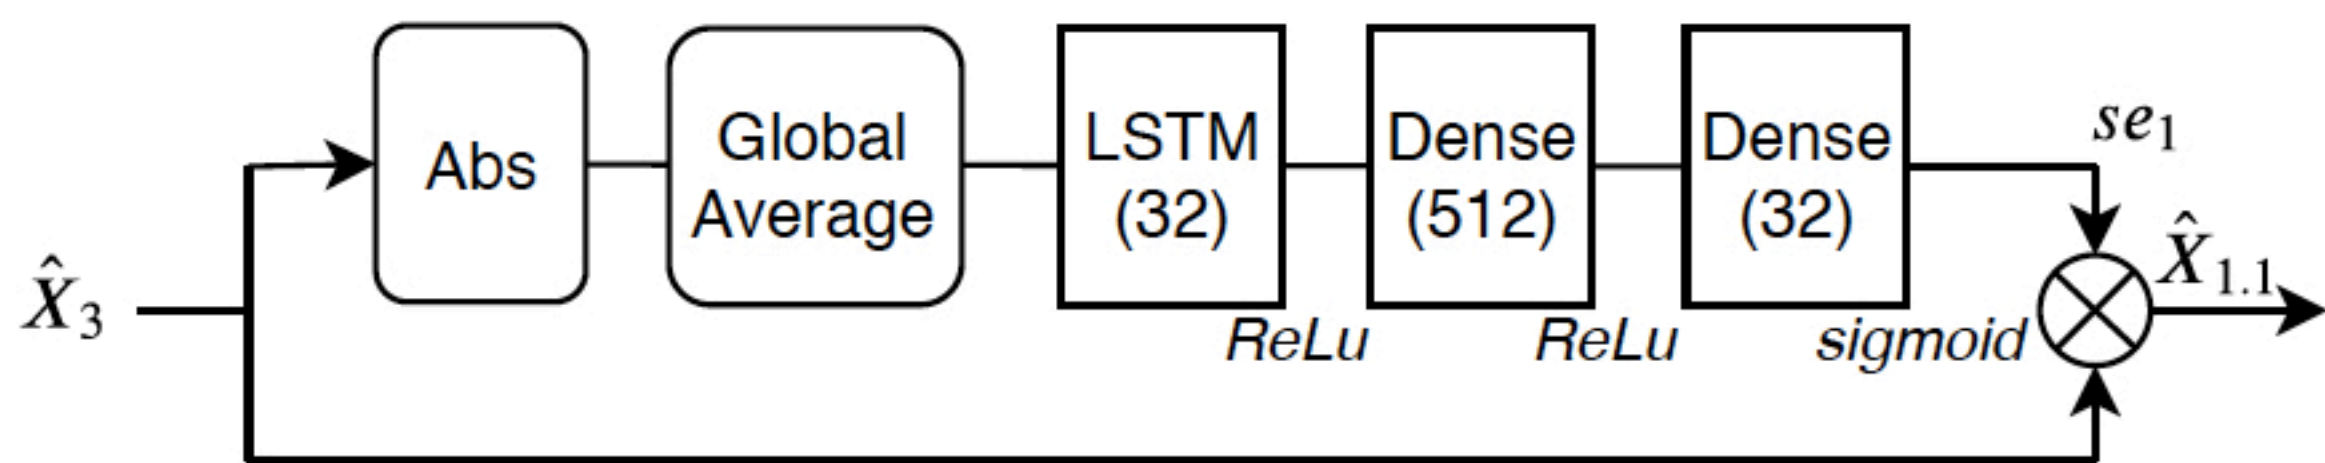 X̂₃
Abs
Global
Average
LSTM
(32)
ReLu
Dense
(512)
ReLu
Dense
(32)
sigmoid
se₁
X̂₁.₁